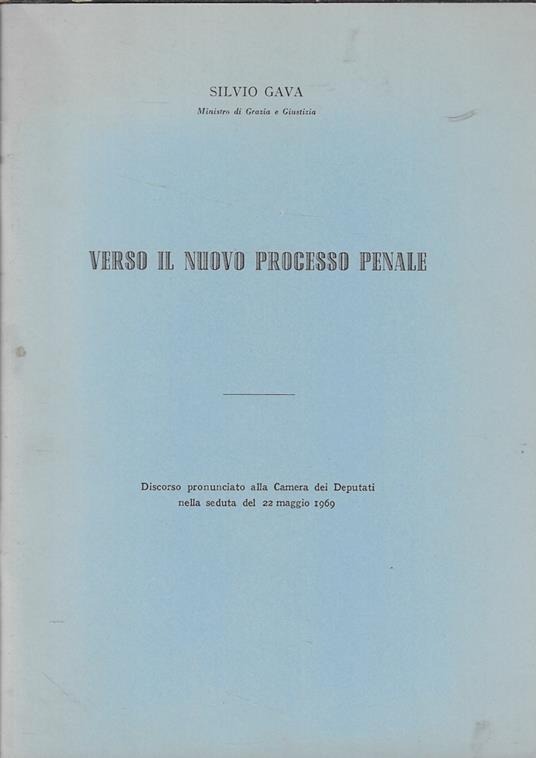 SILVIO GAVA
Ministro di Grazia e Giustizia
VERSO IL NUOVO PROCESSO PENALE
Discorso pronunciato alla Camera dei Deputati
nella seduta del 22 maggio 1969